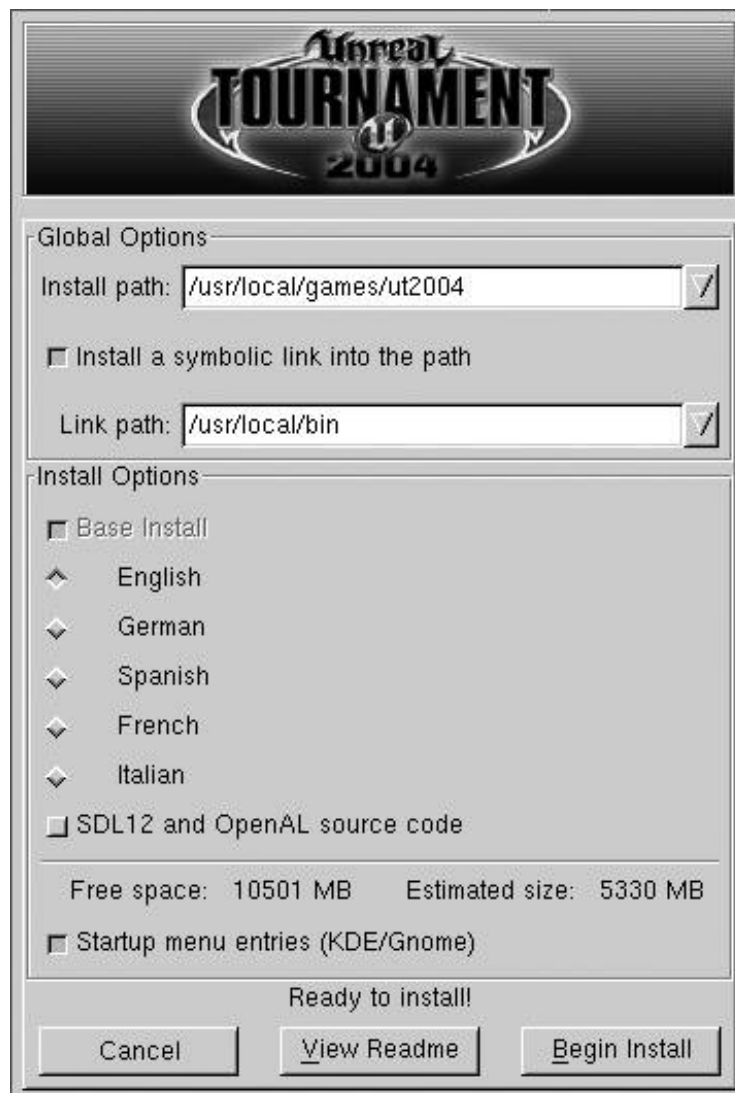 Unreal
TOURNAMENT
2004
Global Options
Install path: /usr/local/games/ut2004
Install a symbolic link into the path
Link path: /usr/local/bin
Install Options
Base Install
English
German
Spanish
French
Italian
SDL12 and OpenAL source code
Free space: 10501 MB Estimated size: 5330 MB
Startup menu entries (KDE/Gnome)
Ready to install!
Cancel View Readme Begin Install